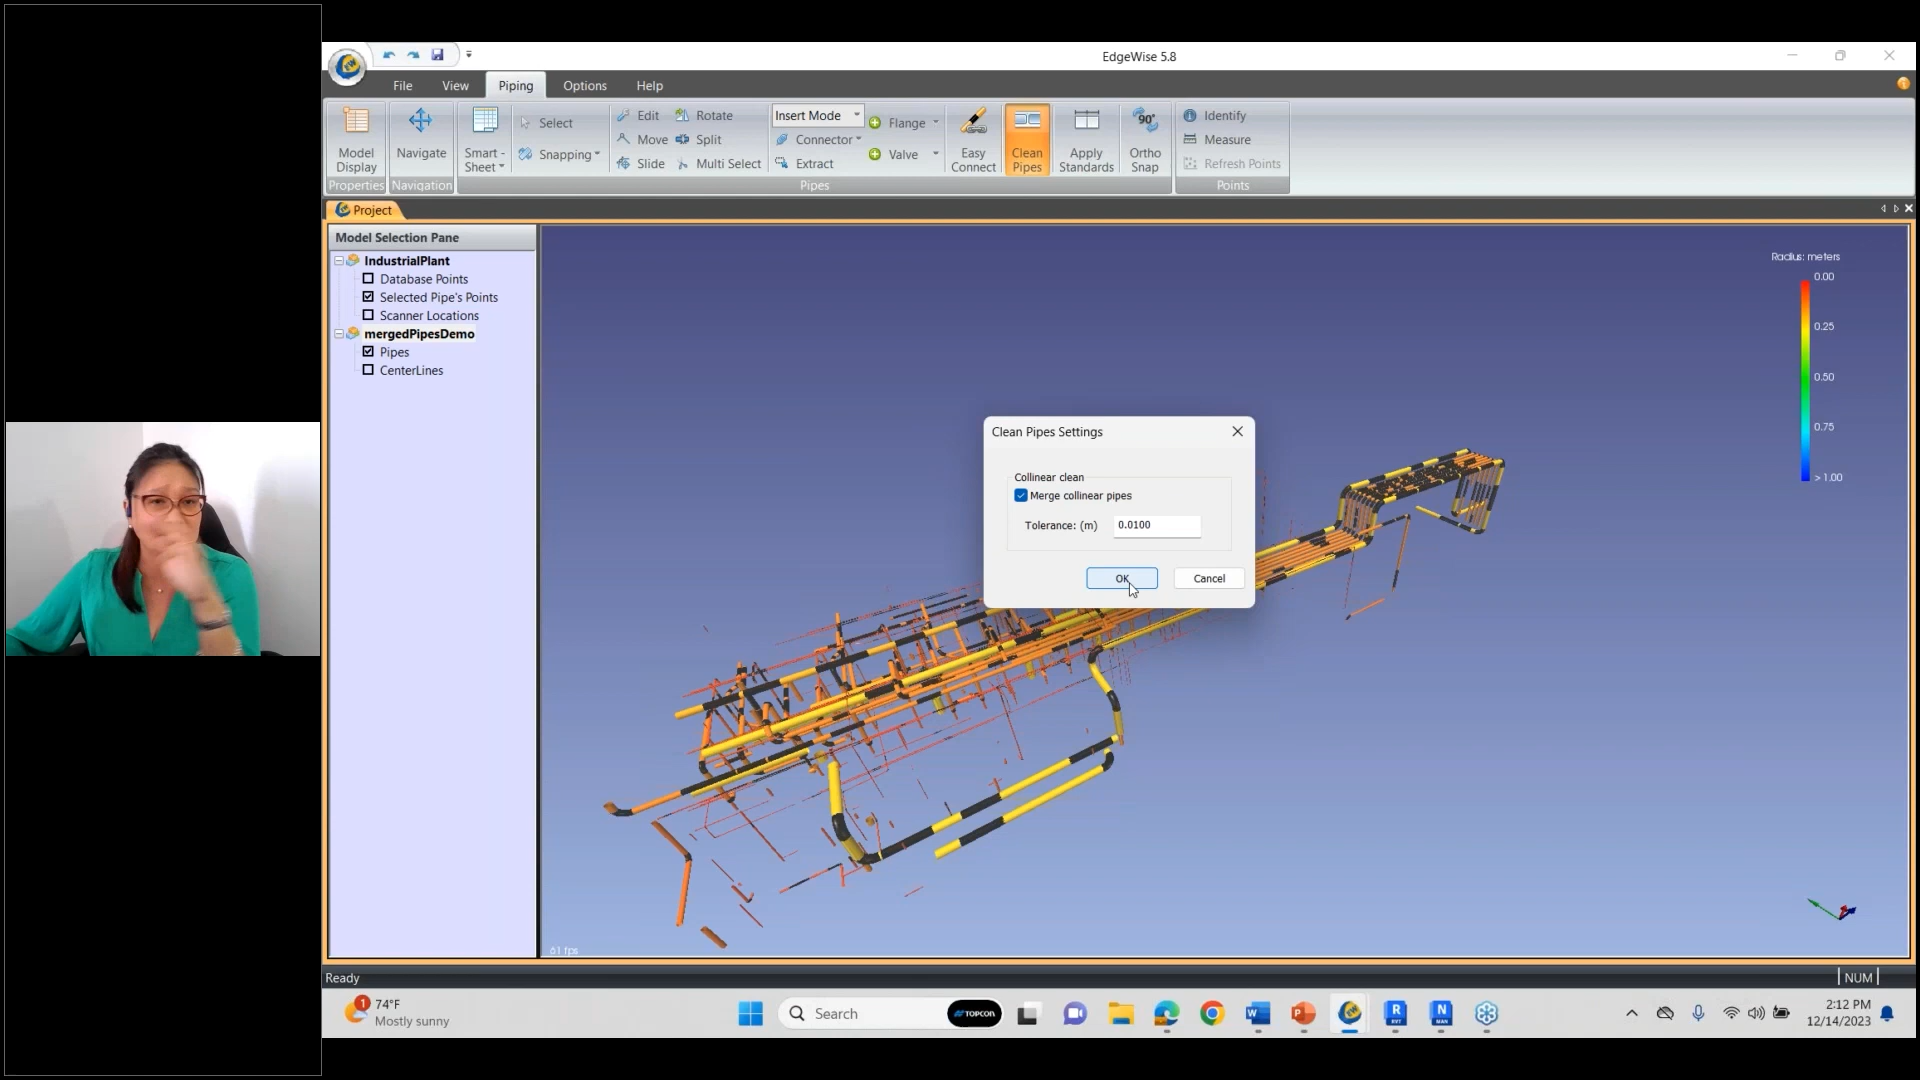 EdgeWise 5.8
File View Piping Options Help
Model Display
Navigate
Smart - Sheet
Select
Snapping
Edit Rotate
Move Split
Slide Multi Select
Insert Mode
Connector
Extract
Flange
Valve
Easy Connect
Clean Pipes
Apply Standards
90°
Ortho Snap
Identify
Measure
Refresh Points
Properties Navigation Pipes Points
Project
Model Selection Pane
IndustrialPlant
Database Points
Selected Pipe's Points
Scanner Locations
mergedPipesDemo
Pipes
CenterLines
Radius: meters
0.00
0.25
0.50
0.75
> 1.00
Clean Pipes Settings
Collinear clean
Merge collinear pipes
Tolerance: (m) 0.0100
OK Cancel
61 fps
Ready
NUM
1
74°F
Mostly sunny
Search
TOPCON
2:12 PM
12/14/2023